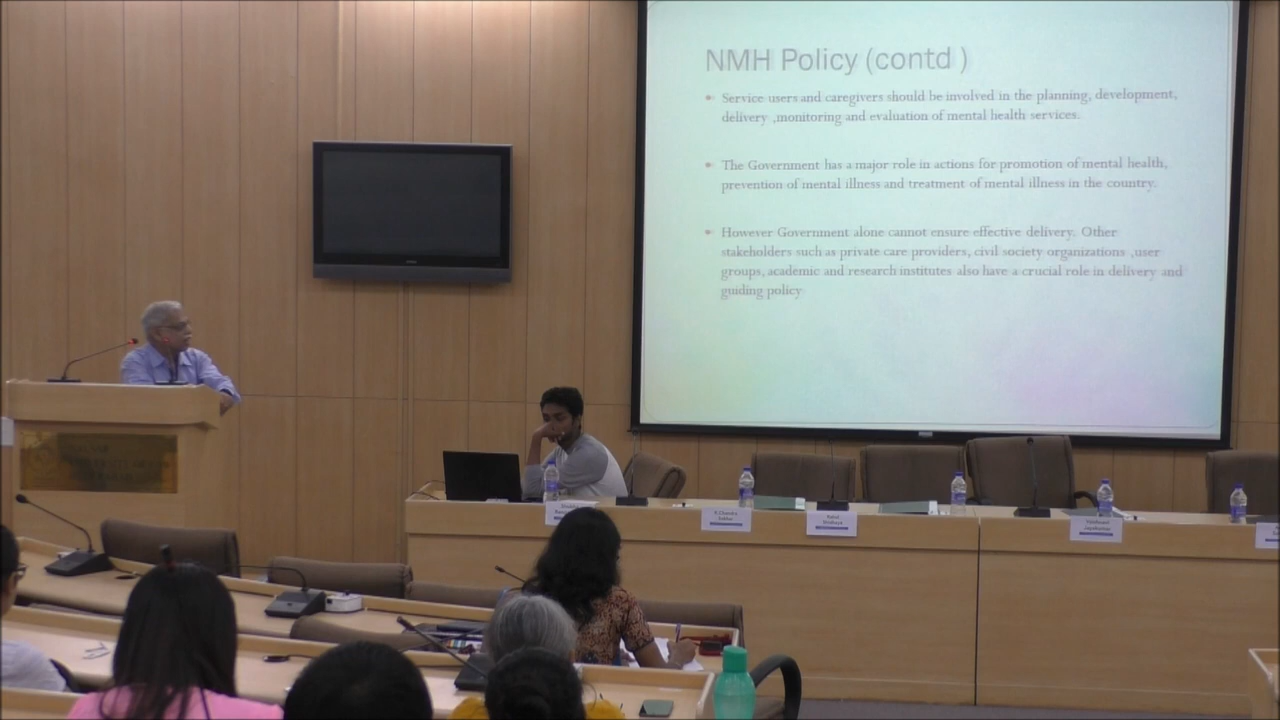 NMH Policy (contd )
Service users and caregivers should be involved in the planning, development,
delivery ,monitoring and evaluation of mental health services.
The Government has a major role in actions for promotion of mental health,
prevention of mental illness and treatment of mental illness in the country.
However Government alone cannot ensure effective delivery. Other
stakeholders such as private care providers, civil society organizations ,user
groups, academic and research institutes also have a crucial role in delivery and
guiding policy